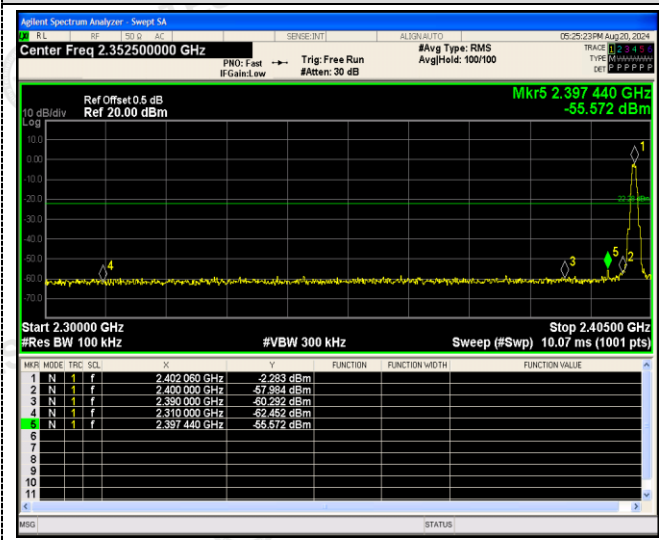 Agilent Spectrum Analyzer - Swept SA
RL RF 50 Ω AC SENSE:INT ALIGN AUTO 05:25:23PM Aug 20, 2024
Center Freq 2.352500000 GHz #Avg Type: RMS TRACE 1 2 3 4 5 6
PNO: Fast Trig: Free Run Avg|Hold: 100/100 TYPE M
IFGain:Low #Atten: 30 dB DET P P P P P P
Mkr5 2.397 440 GHz
Ref Offset 0.5 dB
10 dB/div Ref 20.00 dBm -55.572 dBm
Log
10.0
0.00
-10.0
-20.0
-30.0
-40.0
-50.0
-60.0
-70.0
1
2
3
4
5
Start 2.30000 GHz Stop 2.40500 GHz
#Res BW 100 kHz #VBW 300 kHz Sweep (#Swp) 10.07 ms (1001 pts)
MKR MODE TRC SCL X Y FUNCTION FUNCTION WIDTH FUNCTION VALUE
1 N 1 f 2.402 060 GHz -2.283 dBm
2 N 1 f 2.400 000 GHz -57.984 dBm
3 N 1 f 2.390 000 GHz -60.292 dBm
4 N 1 f 2.310 000 GHz -62.452 dBm
5 N 1 f 2.397 440 GHz -55.572 dBm
6
7
8
9
10
11
MSG STATUS